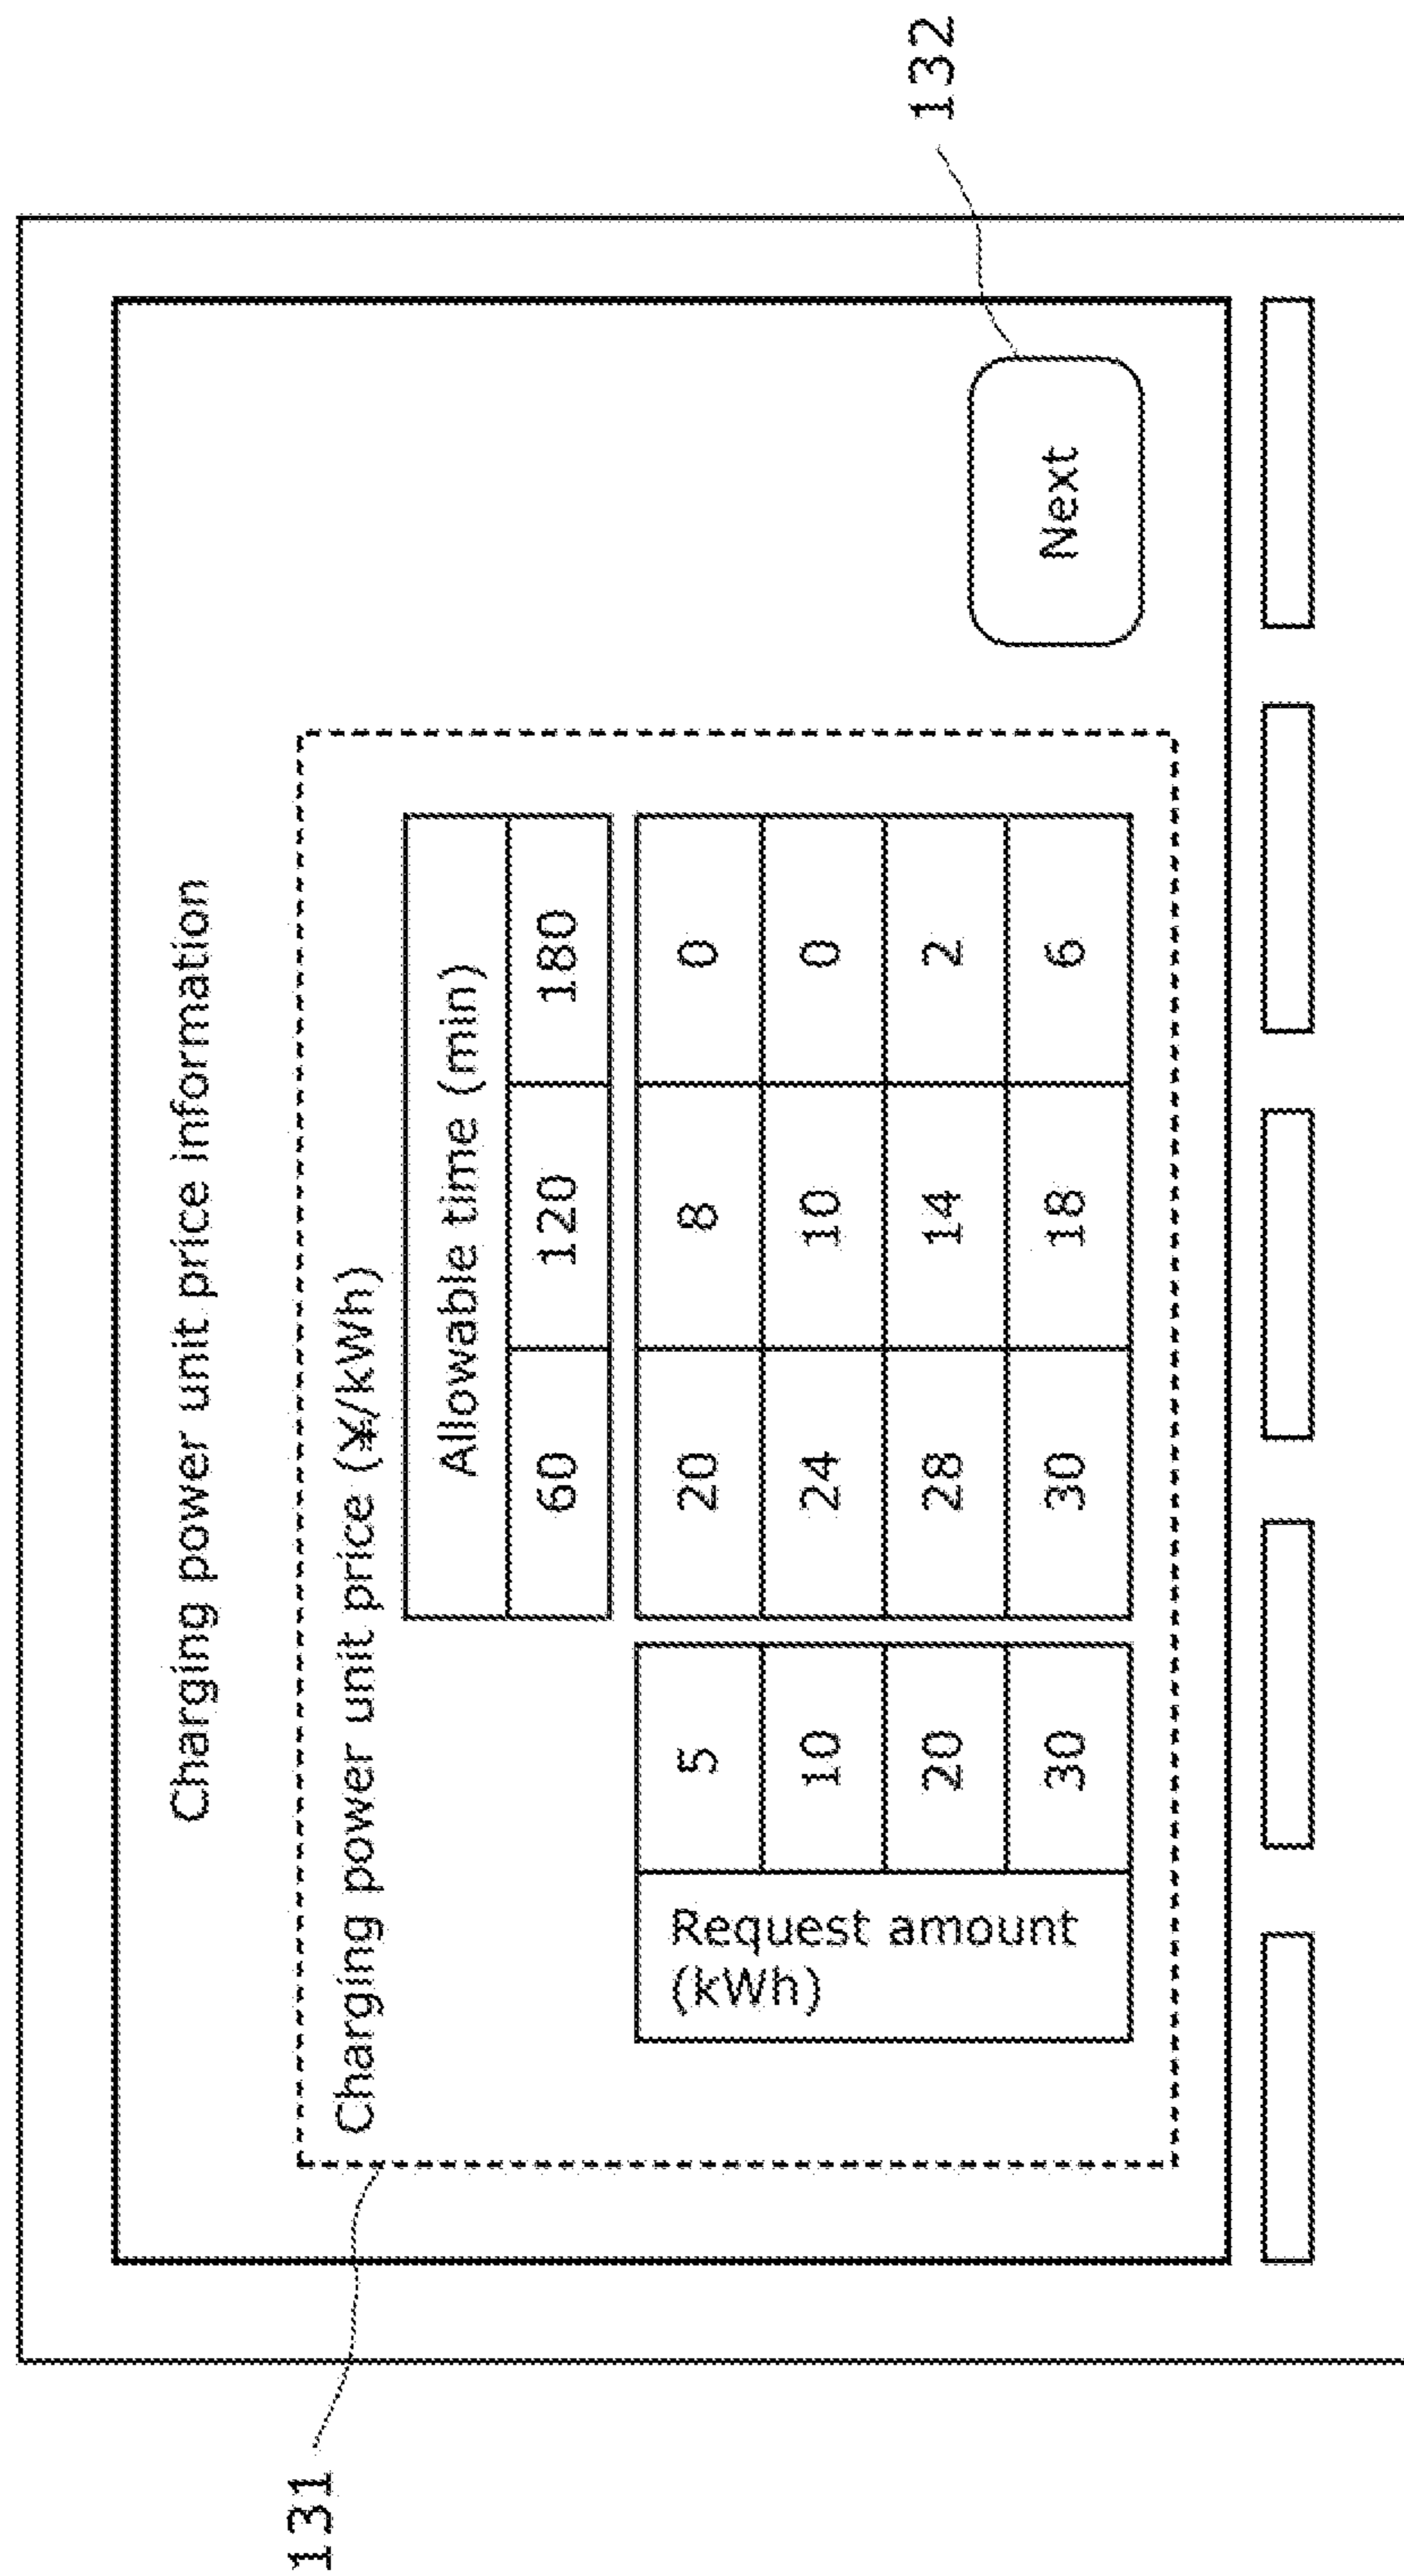 Charging power unit price information
131
Charging power unit price (¥/kWh)
Allowable time (min)
60 120 180
Request amount
(kWh)
5 20 8 0
10 24 10 0
20 28 14 2
30 30 18 6
Next
132